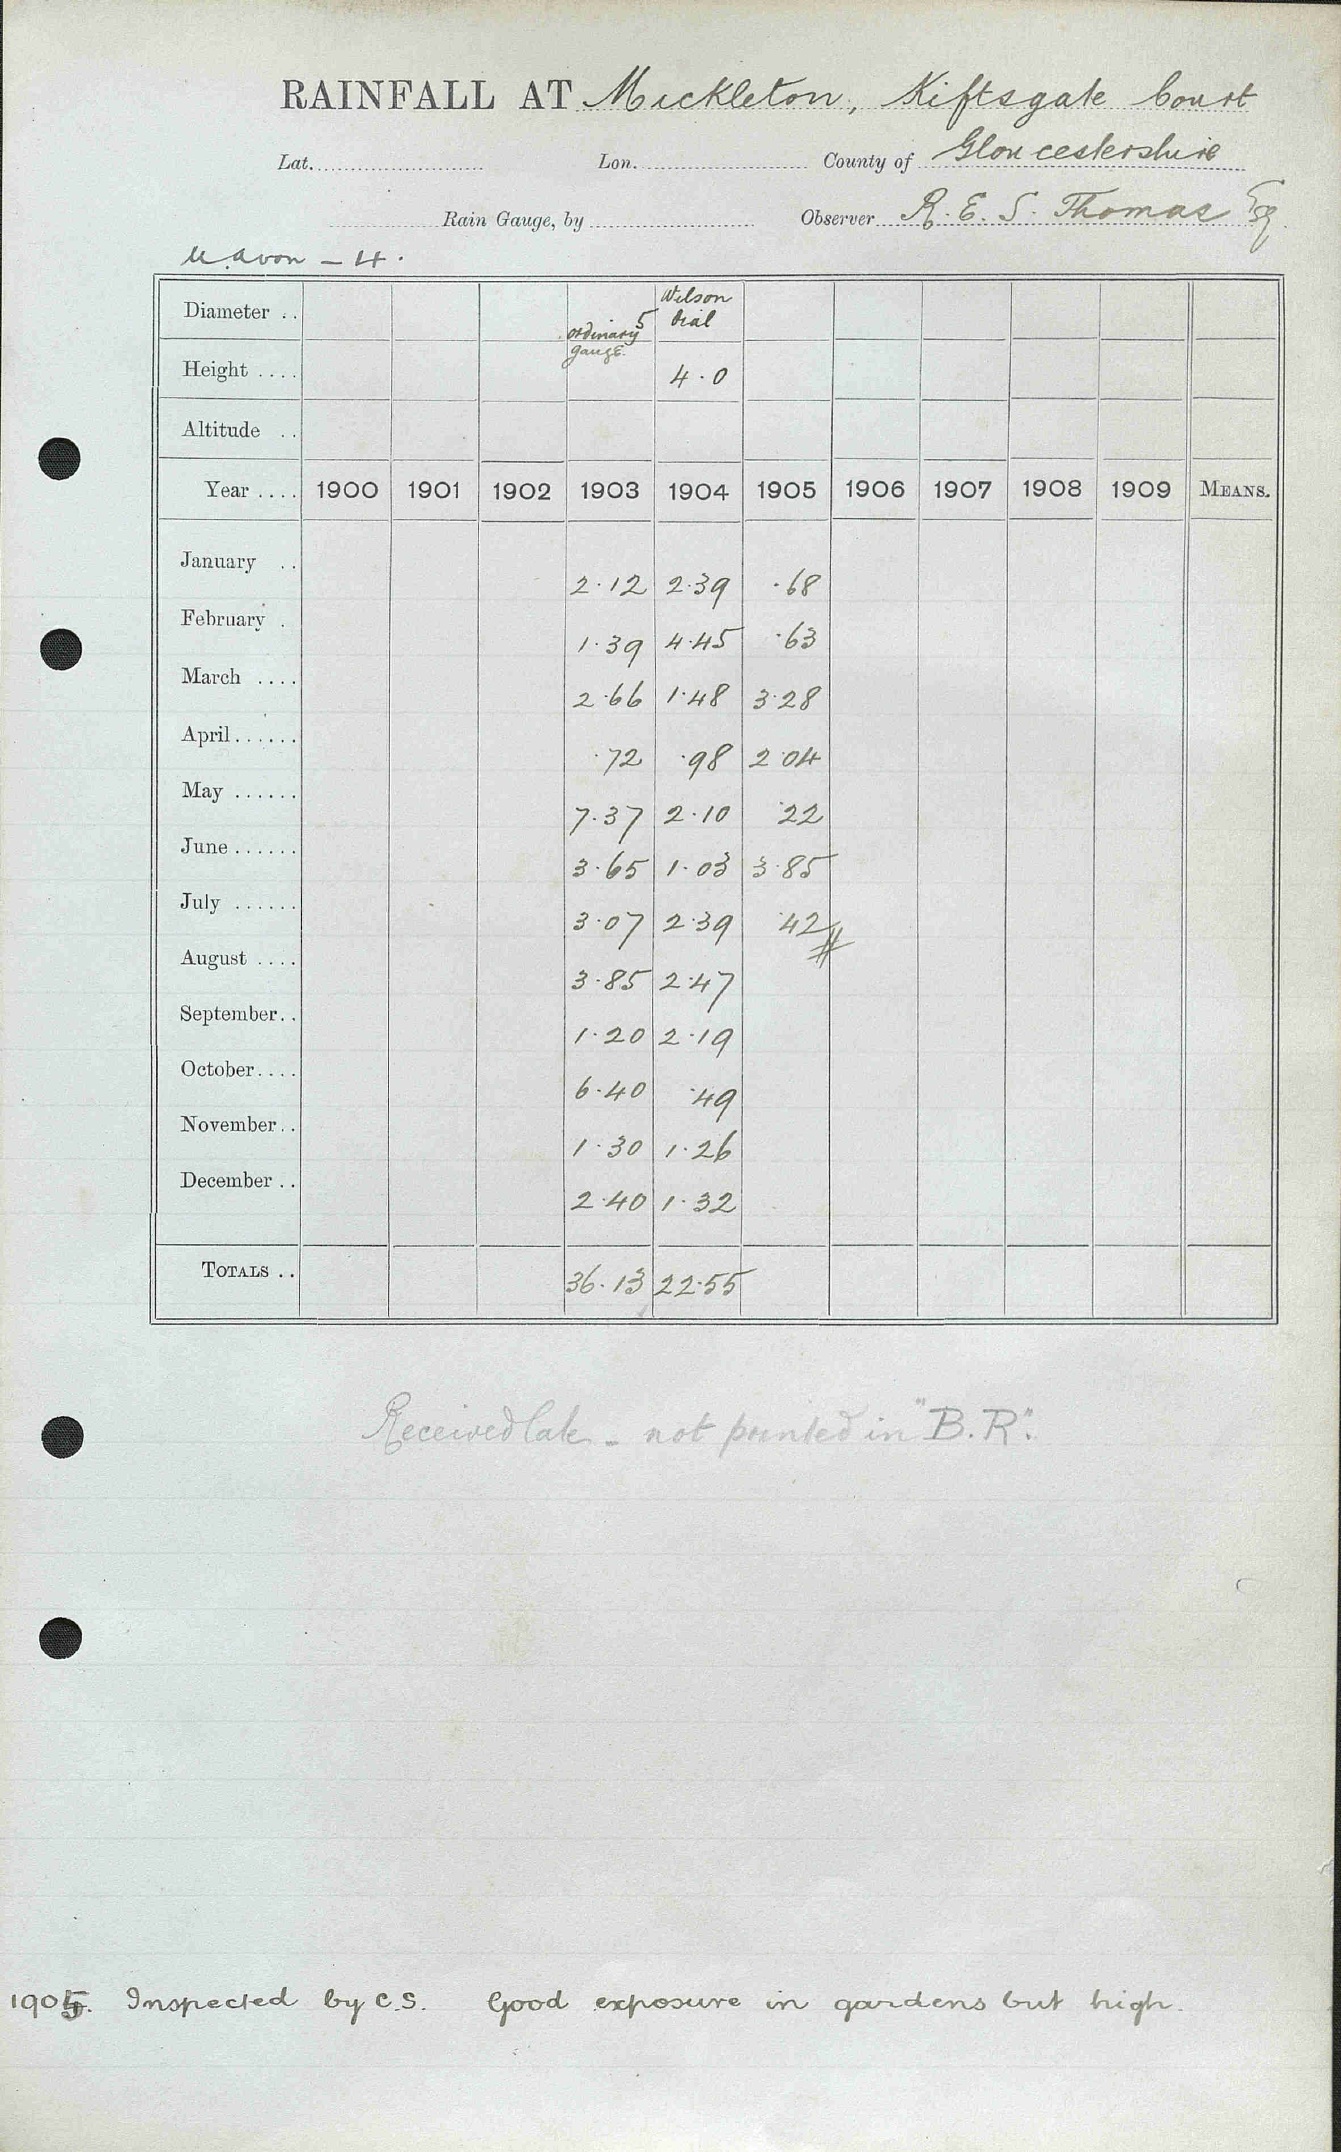 RAINFALL AT Mickleton, Kiftsgate Court
Lat. Lon. County of Gloucestershire
Rain Gauge, by Observer R. E. S. Thomas Esq
Avon - 4.
Diameter .. ordinary gauge 5 Wilson dial
Height .... 4.0
Altitude ..
Year .... 1900 1901 1902 1903 1904 1905 1906 1907 1908 1909 MEANS.
January .. 2.12 2.39 .68
February . 1.39 4.45 .63
March .... 2.66 1.48 3.28
April...... .72 .98 2.04
May ...... 7.37 2.10 .22
June ...... 3.65 1.03 3.85
July ...... 3.07 2.39 .42
August .... 3.85 2.47
September.. 1.20 2.19
October.... 6.40 .49
November.. 1.30 1.26
December .. 2.40 1.32
TOTALS .. 36.13 22.55
Received late - not printed in "B.R".
1905. Inspected by C.S. Good exposure in gardens but high.